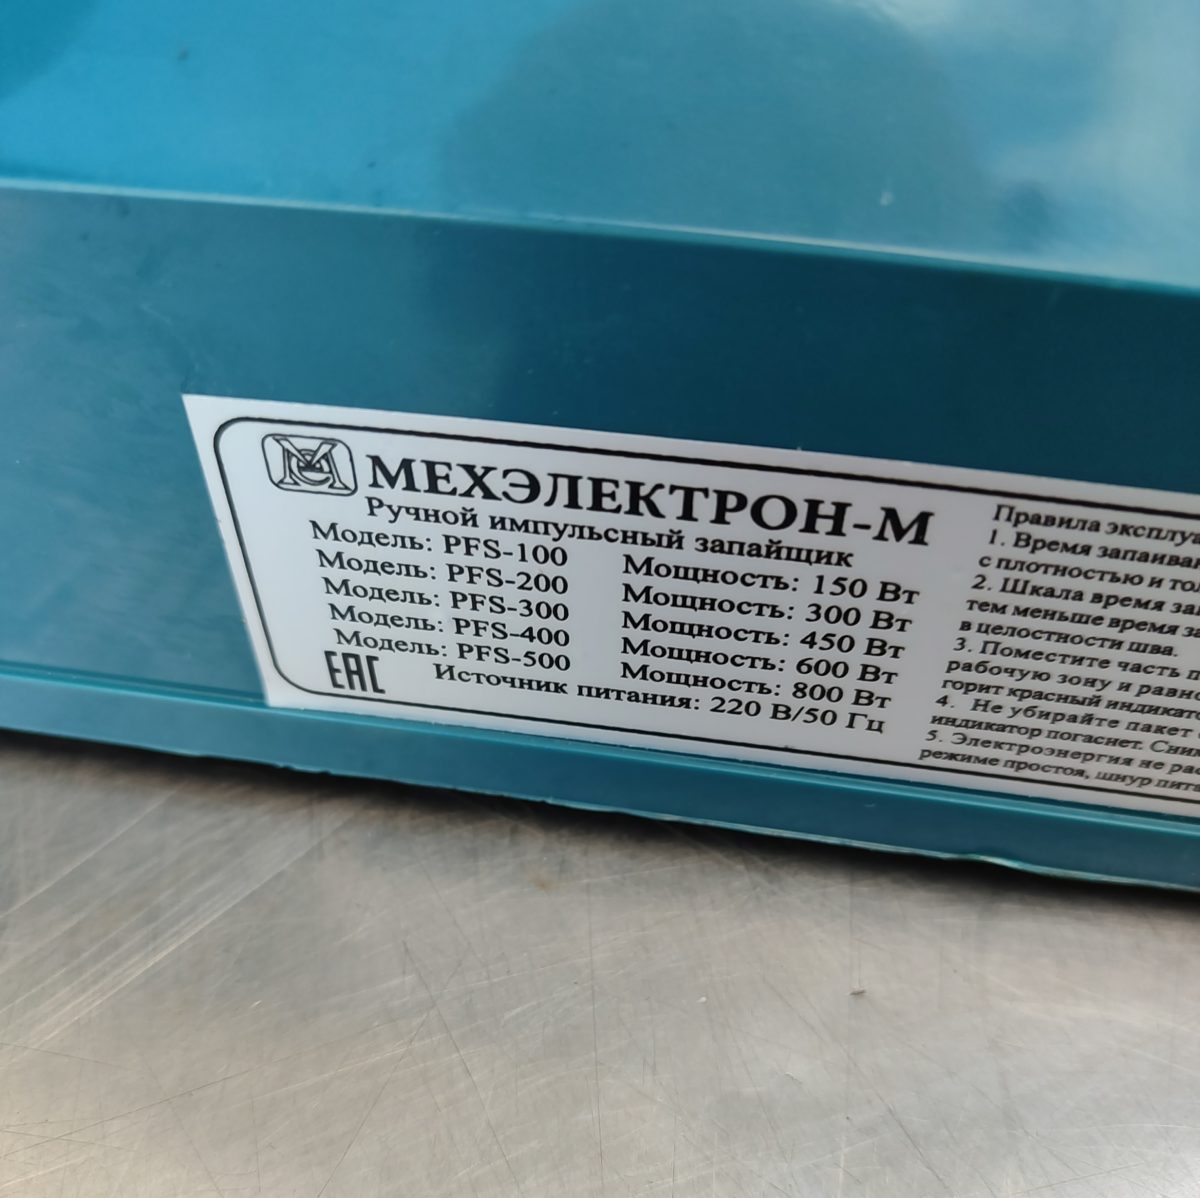 МЕХЭЛЕКТРОН-М
Ручной импульсный запайщик
Модель: PFS-100 Мощность: 150 Вт
Модель: PFS-200 Мощность: 300 Вт
Модель: PFS-300 Мощность: 450 Вт
Модель: PFS-400 Мощность: 600 Вт
Модель: PFS-500 Мощность: 800 Вт
EAC Источник питания: 220 В/50 Гц
Правила
1. Время
с плотностью и
2. Шкала время
тем меньше время
в целостности шва.
3. Поместите часть
рабочую зону и
горит красный
4. Не убирайте пакет
индикатор погаснет.
5. Электроэнергия не
режиме простоя, шнур